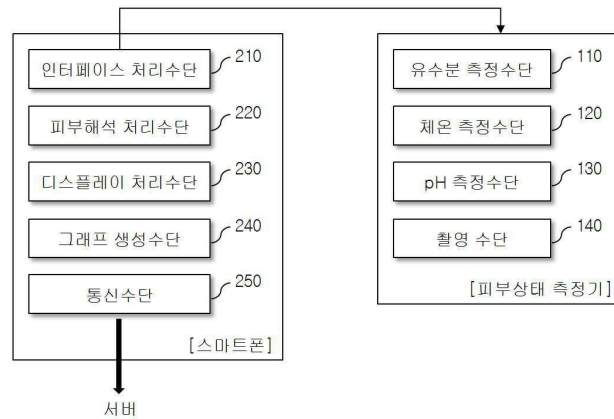 인터페이스 처리수단 210
피부해석 처리수단 220
디스플레이 처리수단 230
그래프 생성수단 240
통신수단 250
[스마트폰]
서버
유수분 측정수단 110
체온 측정수단 120
pH 측정수단 130
촬영 수단 140
[피부상태 측정기]